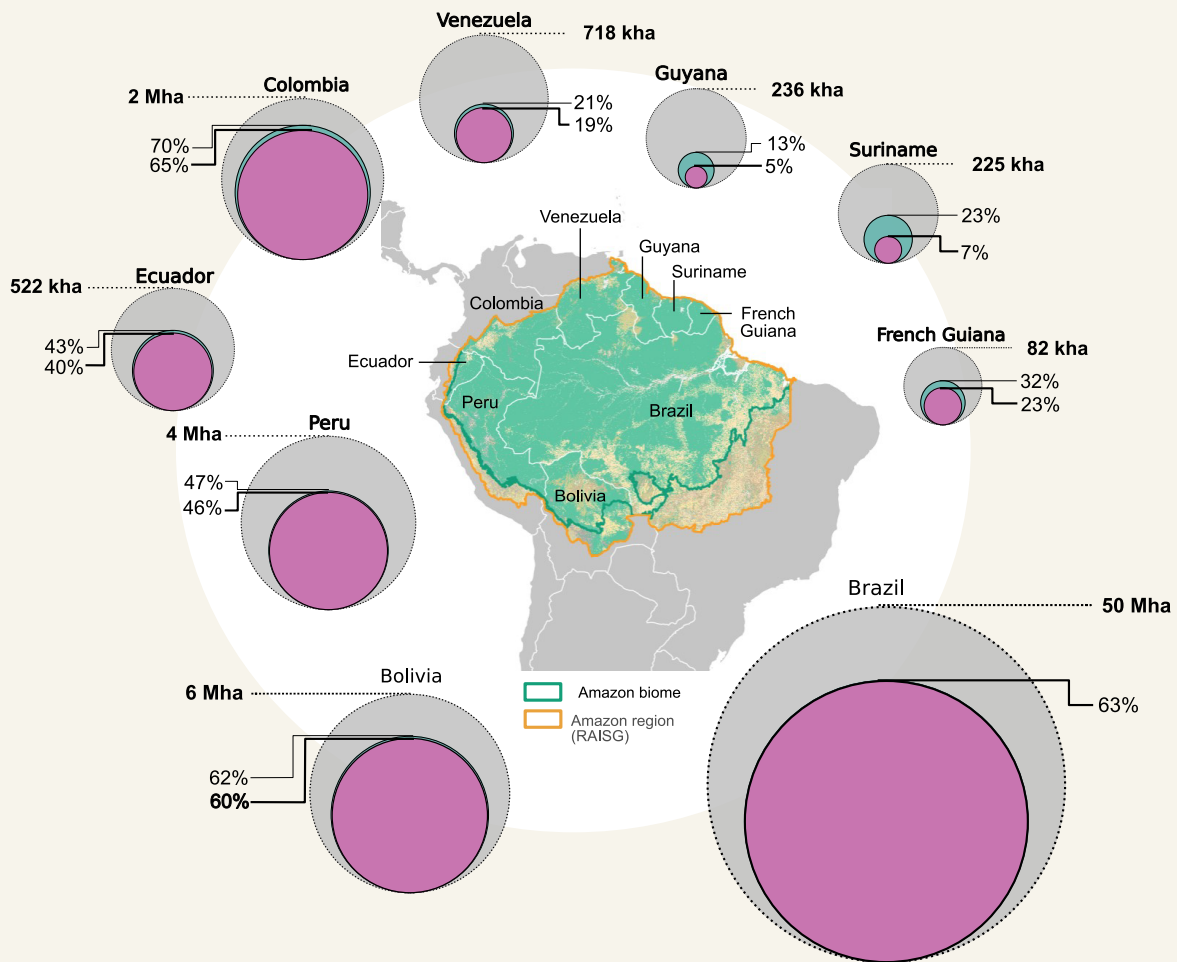 Venezuela
718 kha
21%
19%
Colombia
2 Mha
70%
65%
Guyana
236 kha
13%
5%
Suriname
225 kha
23%
7%
Ecuador
522 kha
43%
40%
French Guiana
82 kha
32%
23%
Peru
4 Mha
47%
46%
Venezuela
Guyana
Suriname
French
Guiana
Colombia
Ecuador
Peru
Brazil
Bolivia
Bolivia
6 Mha
62%
60%
Amazon biome
Amazon region
(RAISG)
Brazil
50 Mha
63%